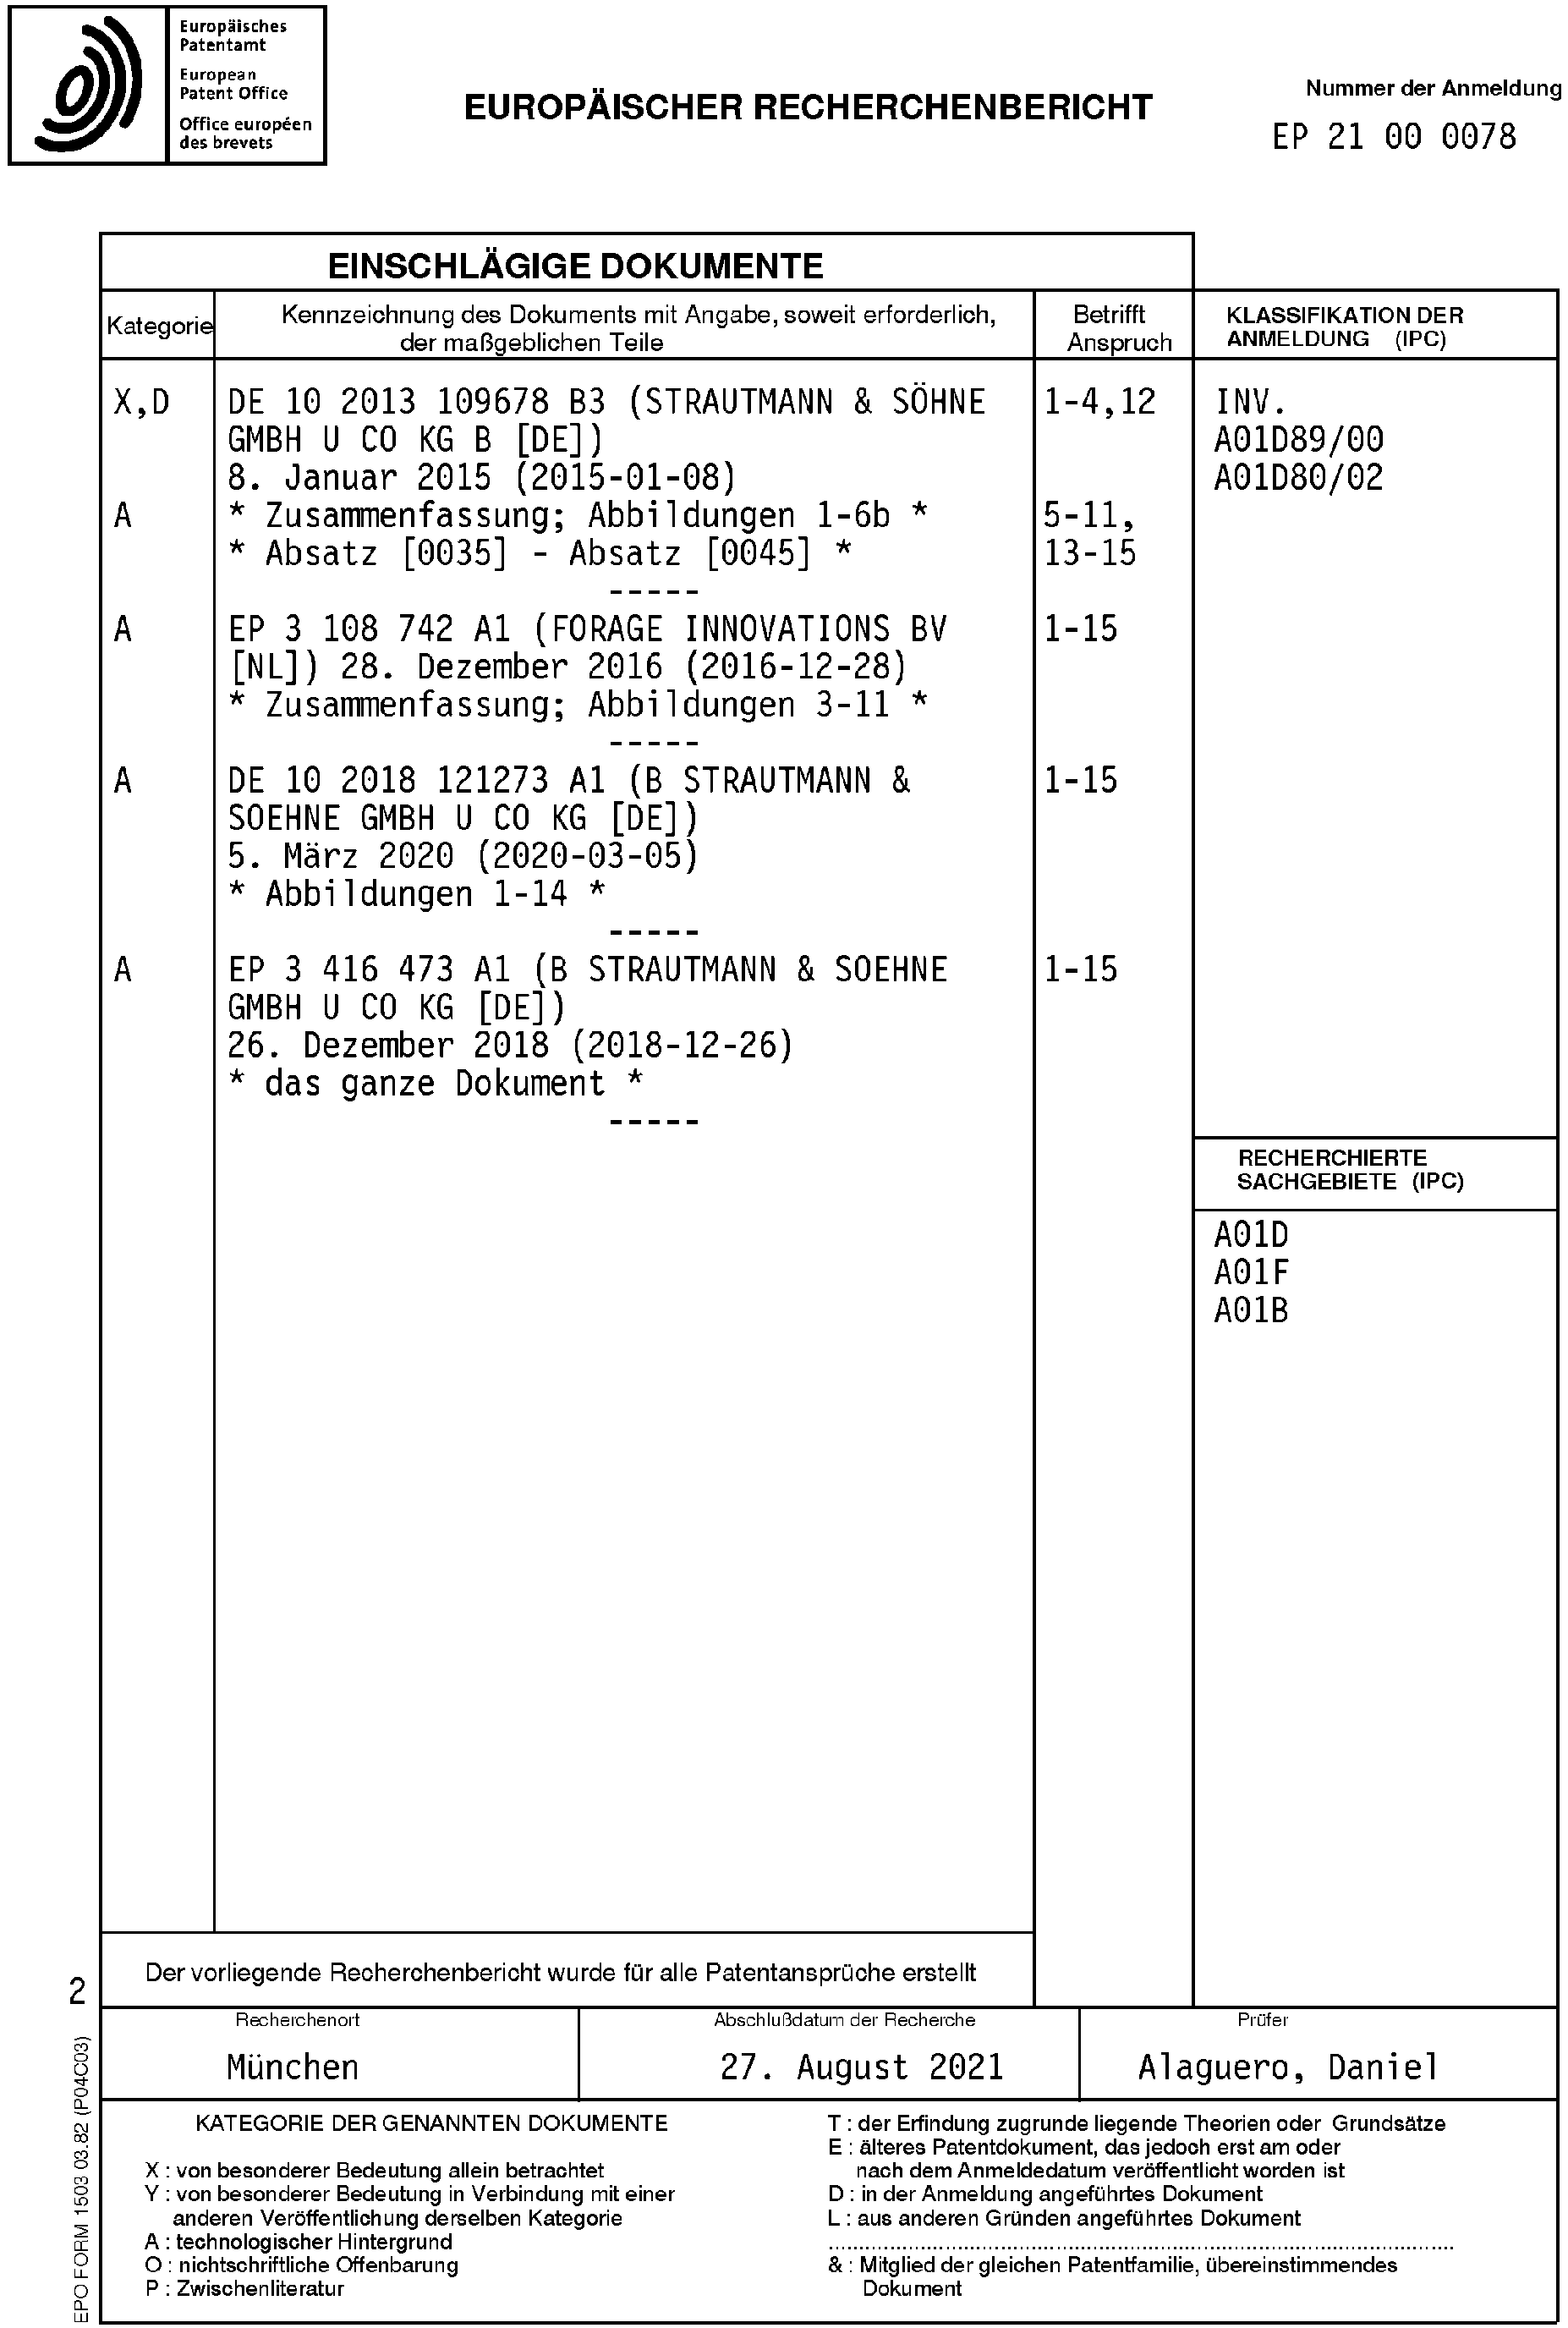 Europäisches
Patentamt
European
Patent Office
Office européen
des brevets
EUROPÄISCHER RECHERCHENBERICHT
Nummer der Anmeldung
EP 21 00 0078
EINSCHLÄGIGE DOKUMENTE
Kategorie
Kennzeichnung des Dokuments mit Angabe, soweit erforderlich,
der maßgeblichen Teile
Betrifft
Anspruch
KLASSIFIKATION DER
ANMELDUNG (IPC)
X,D DE 10 2013 109678 B3 (STRAUTMANN & SÖHNE 1-4,12
GMBH U CO KG B [DE])
8. Januar 2015 (2015-01-08)
A * Zusammenfassung; Abbildungen 1-6b * 5-11,
* Absatz [0035] - Absatz [0045] * 13-15
-----
A EP 3 108 742 A1 (FORAGE INNOVATIONS BV 1-15
[NL]) 28. Dezember 2016 (2016-12-28)
* Zusammenfassung; Abbildungen 3-11 *
-----
A DE 10 2018 121273 A1 (B STRAUTMANN & 1-15
SOEHNE GMBH U CO KG [DE])
5. März 2020 (2020-03-05)
* Abbildungen 1-14 *
-----
A EP 3 416 473 A1 (B STRAUTMANN & SOEHNE 1-15
GMBH U CO KG [DE])
26. Dezember 2018 (2018-12-26)
* das ganze Dokument *
-----
INV.
A01D89/00
A01D80/02
RECHERCHIERTE
SACHGEBIETE (IPC)
A01D
A01F
A01B
Der vorliegende Recherchenbericht wurde für alle Patentansprüche erstellt
2
Recherchenort
München
Abschlußdatum der Recherche
27. August 2021
Prüfer
Alaguero, Daniel
KATEGORIE DER GENANNTEN DOKUMENTE
X : von besonderer Bedeutung allein betrachtet
Y : von besonderer Bedeutung in Verbindung mit einer
anderen Veröffentlichung derselben Kategorie
A : technologischer Hintergrund
O : nichtschriftliche Offenbarung
P : Zwischenliteratur
T : der Erfindung zugrunde liegende Theorien oder Grundsätze
E : älteres Patentdokument, das jedoch erst am oder
nach dem Anmeldedatum veröffentlicht worden ist
D : in der Anmeldung angeführtes Dokument
L : aus anderen Gründen angeführtes Dokument
& : Mitglied der gleichen Patentfamilie, übereinstimmendes
Dokument
EPO FORM 1503 03.82 (P04C03)